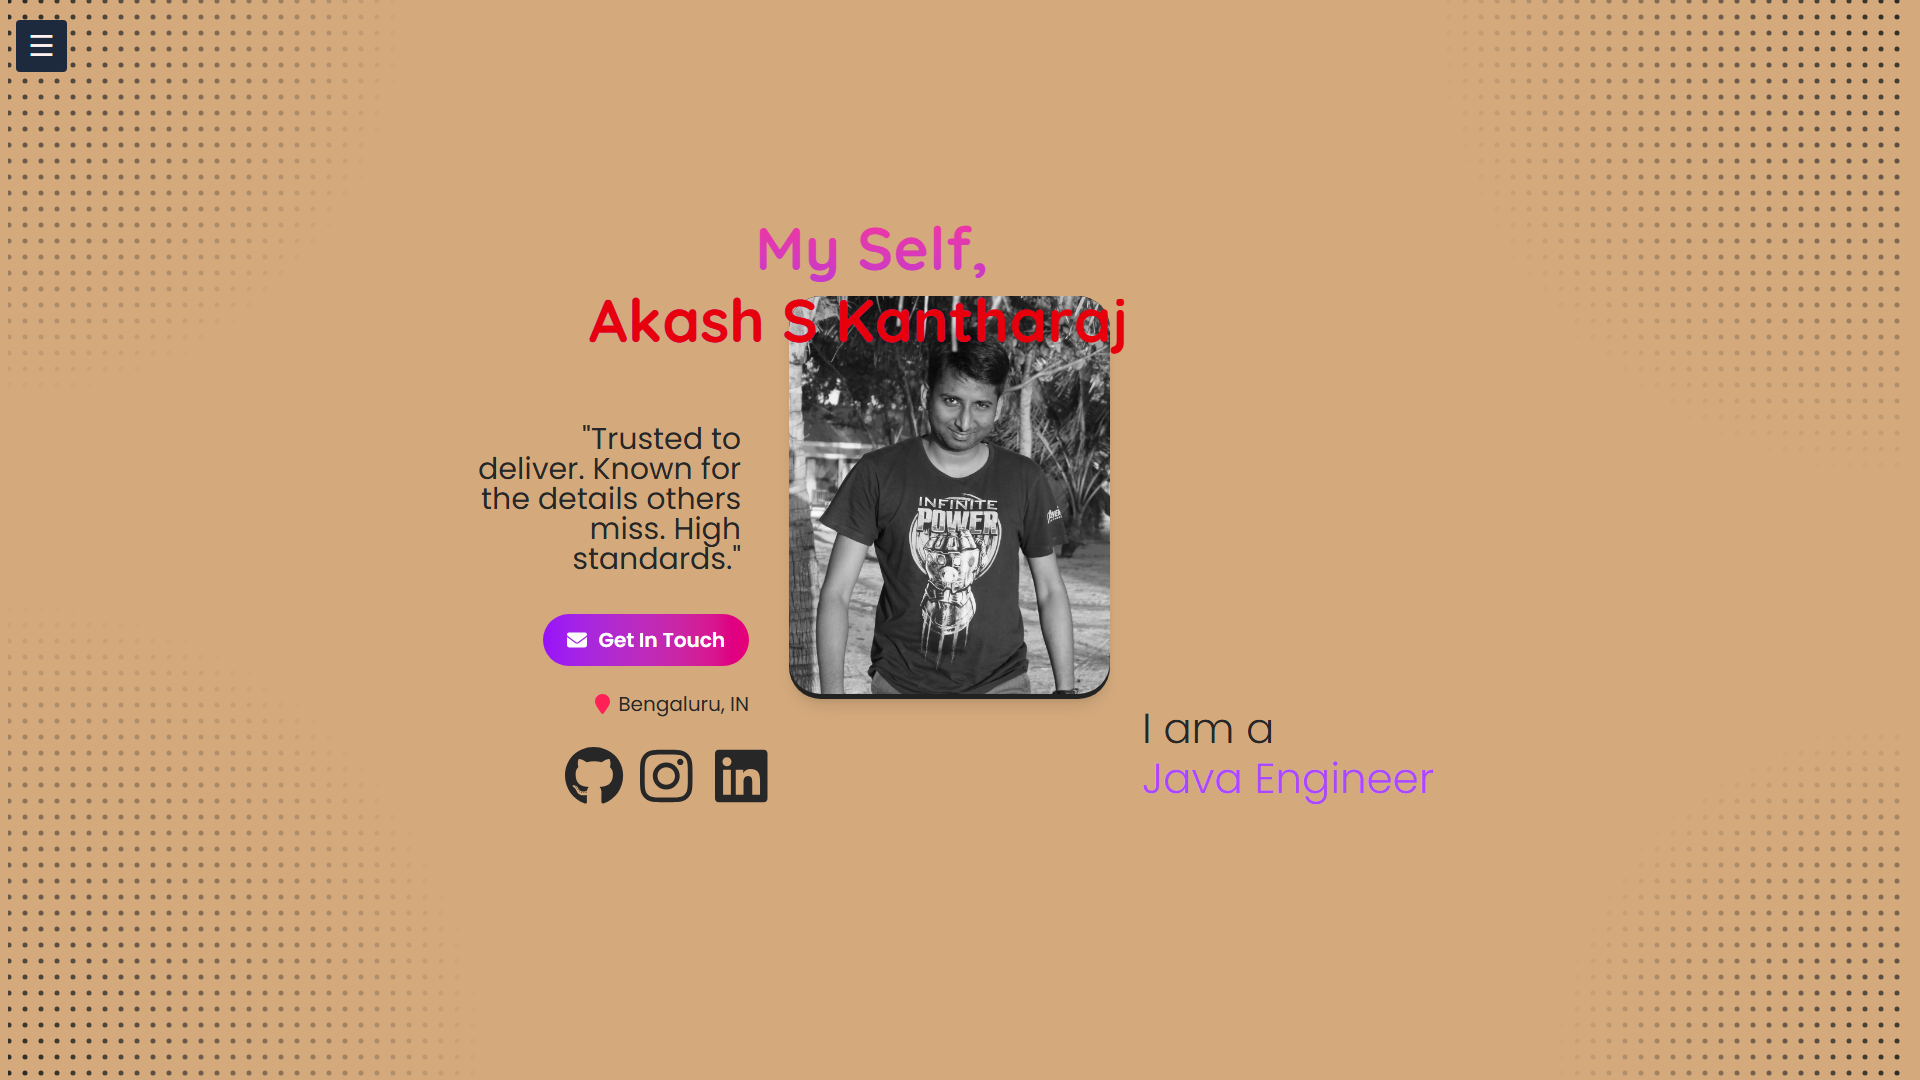 ☰
My Self,
Akash S Kantharaj
"Trusted to
deliver. Known for
the details others
miss. High
standards."
INFINITE
POWER
Get In Touch
Bengaluru, IN
in
I am a
Java Engineer